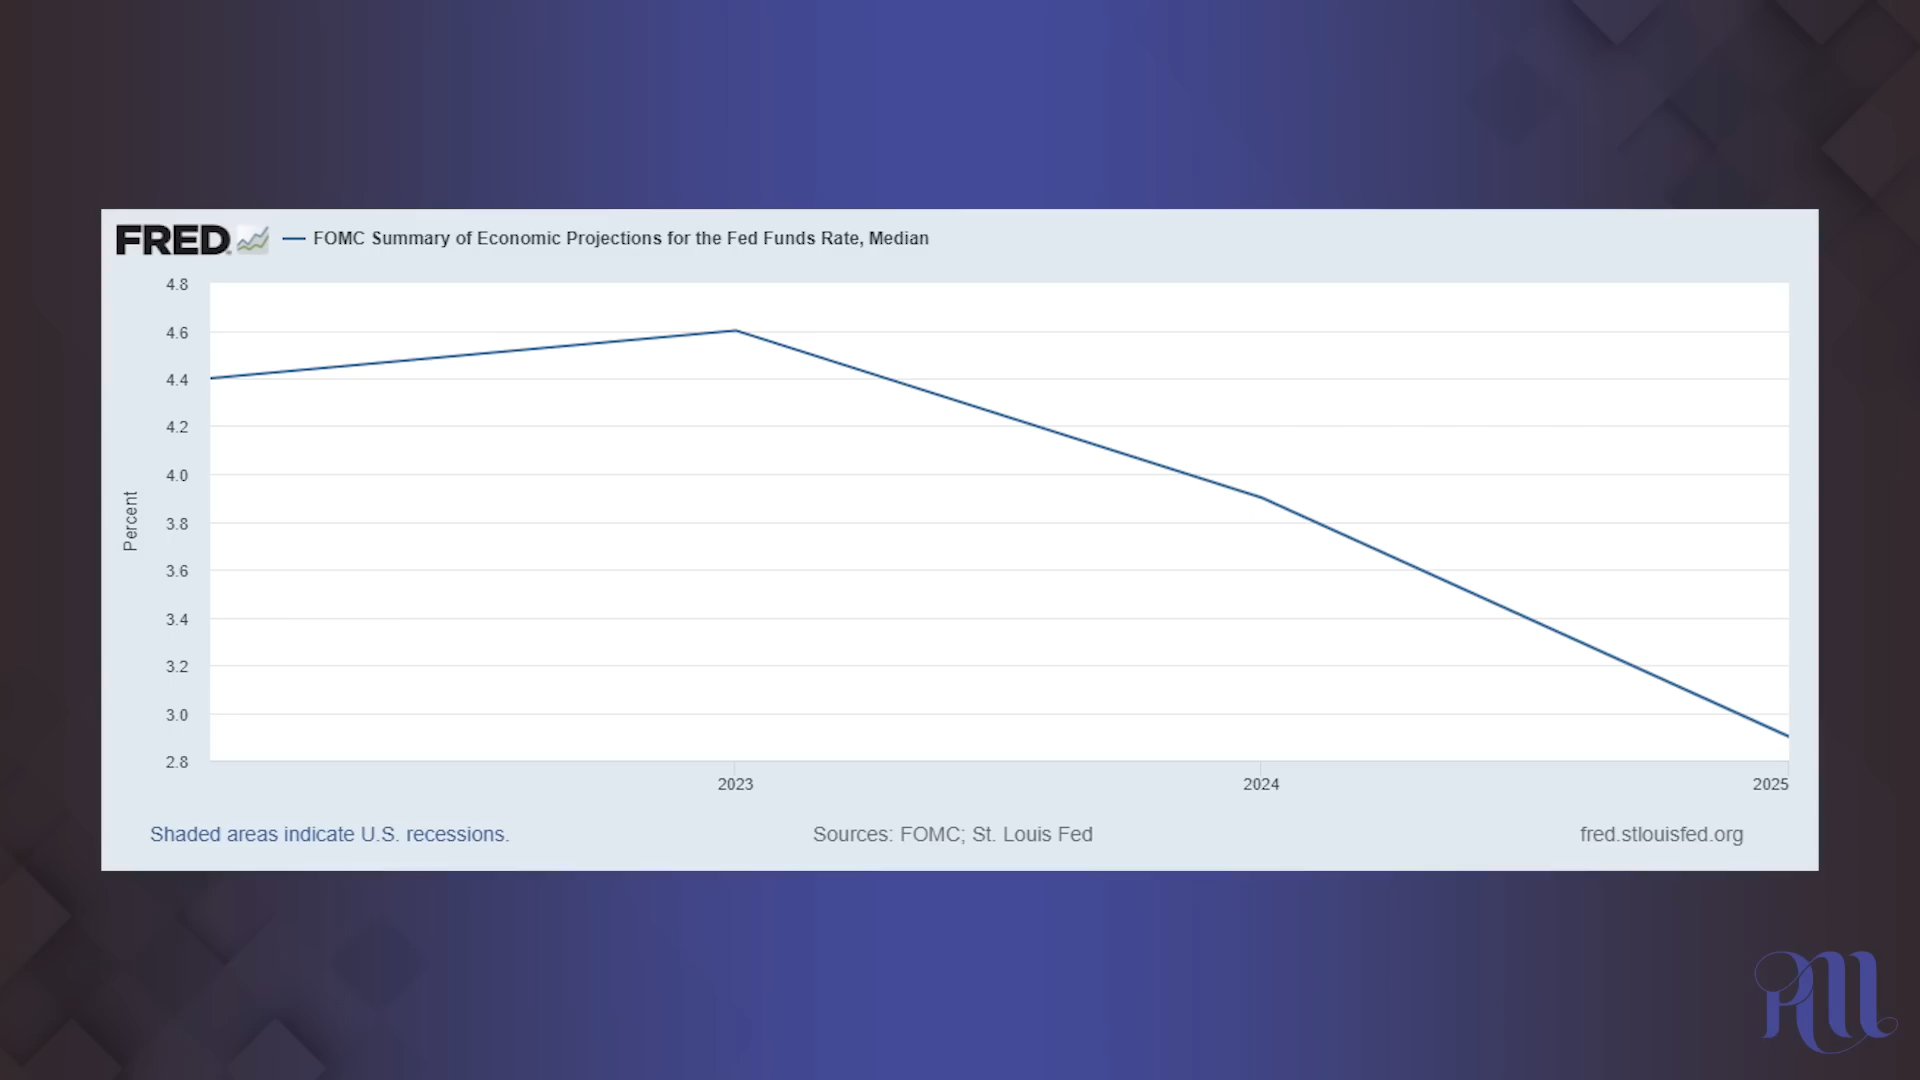 FRED
FOMC Summary of Economic Projections for the Fed Funds Rate, Median
4.8
4.6
4.4
4.2
4.0
3.8
3.6
3.4
3.2
3.0
2.8
Percent
2023
2024
2025
Shaded areas indicate U.S. recessions.
Sources: FOMC; St. Louis Fed
fred.stlouisfed.org